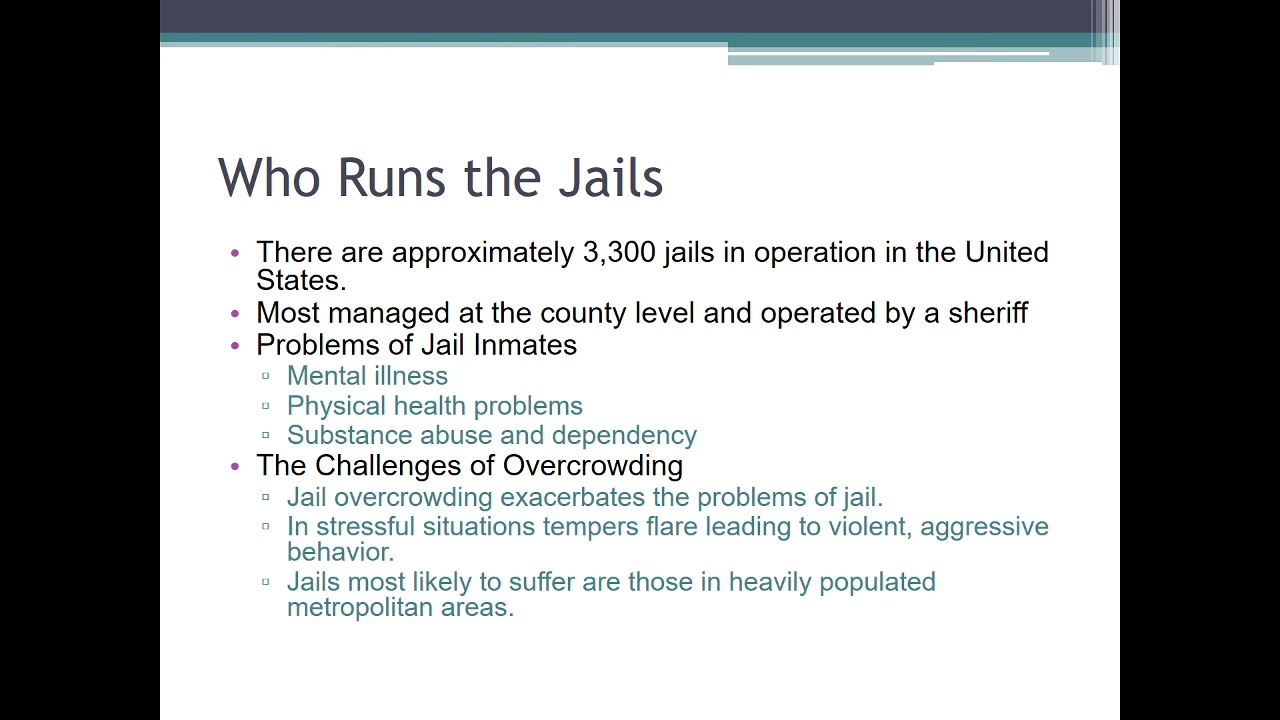 Who Runs the Jails
• There are approximately 3,300 jails in operation in the United
States.
• Most managed at the county level and operated by a sheriff
• Problems of Jail Inmates
▫ Mental illness
▫ Physical health problems
▫ Substance abuse and dependency
• The Challenges of Overcrowding
▫ Jail overcrowding exacerbates the problems of jail.
▫ In stressful situations tempers flare leading to violent, aggressive
behavior.
▫ Jails most likely to suffer are those in heavily populated
metropolitan areas.